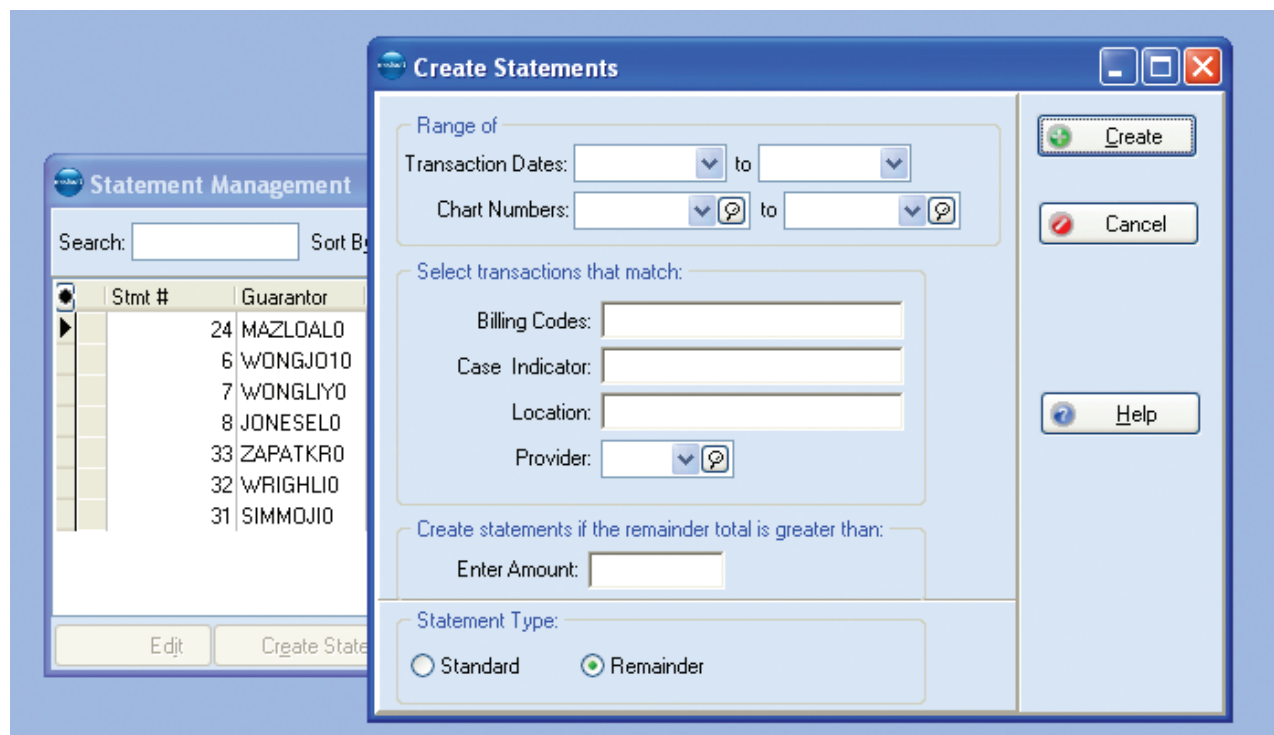 Create Statements
Range of
Transaction Dates: to
Chart Numbers: to
Select transactions that match:
Billing Codes:
Case Indicator:
Location:
Provider:
Create statements if the remainder total is greater than:
Enter Amount:
Statement Type:
Standard Remainder
Create
Cancel
Help
Statement Management
Search: Sort By
Stmt # Guarantor
24 MAZLOAL0
6 WONGJO10
7 WONGLIY0
8 JONESEL0
33 ZAPATKR0
32 WRIGHLI0
31 SIMMOJI0
Edit Create State